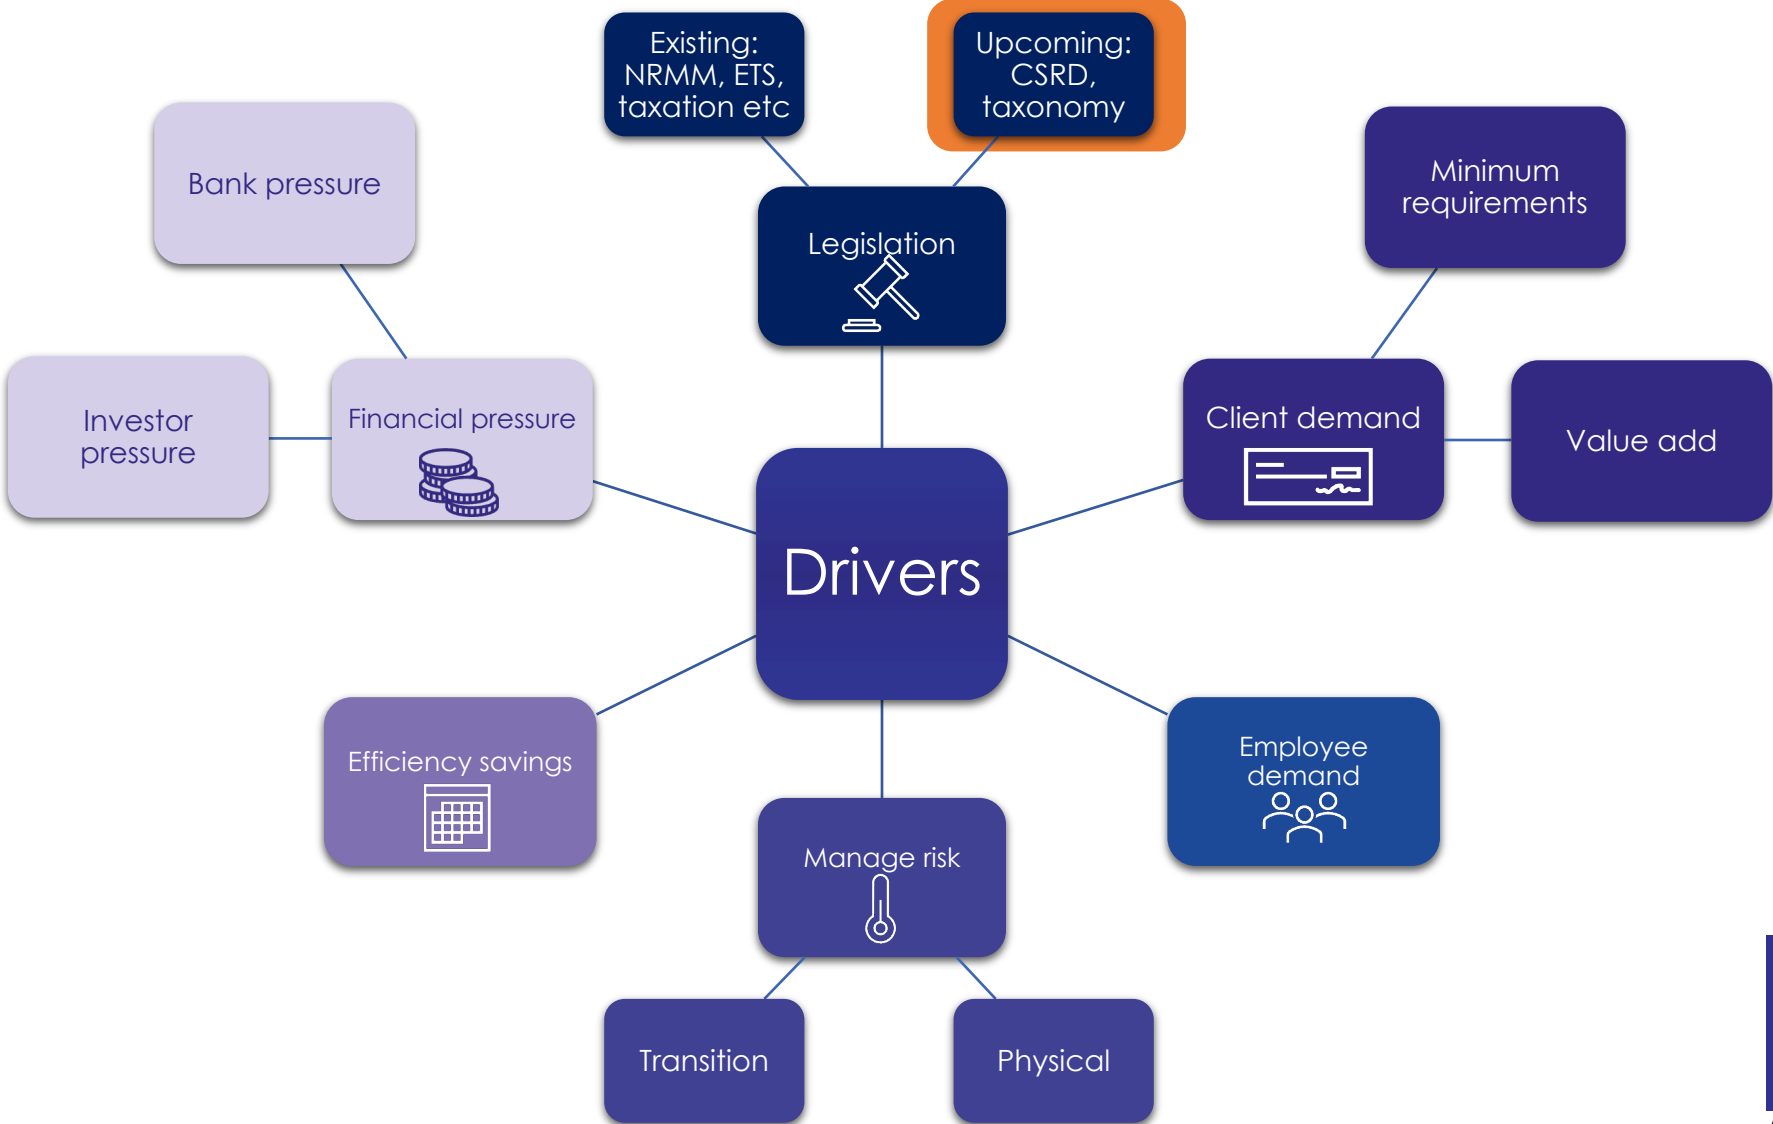 Existing:
NRMM, ETS,
taxation etc
Upcoming:
CSRD,
taxonomy
Bank pressure
Minimum
requirements
Legislation
Investor
pressure
Financial pressure
Client demand
Value add
Drivers
Efficiency savings
Employee
demand
Manage risk
Transition
Physical